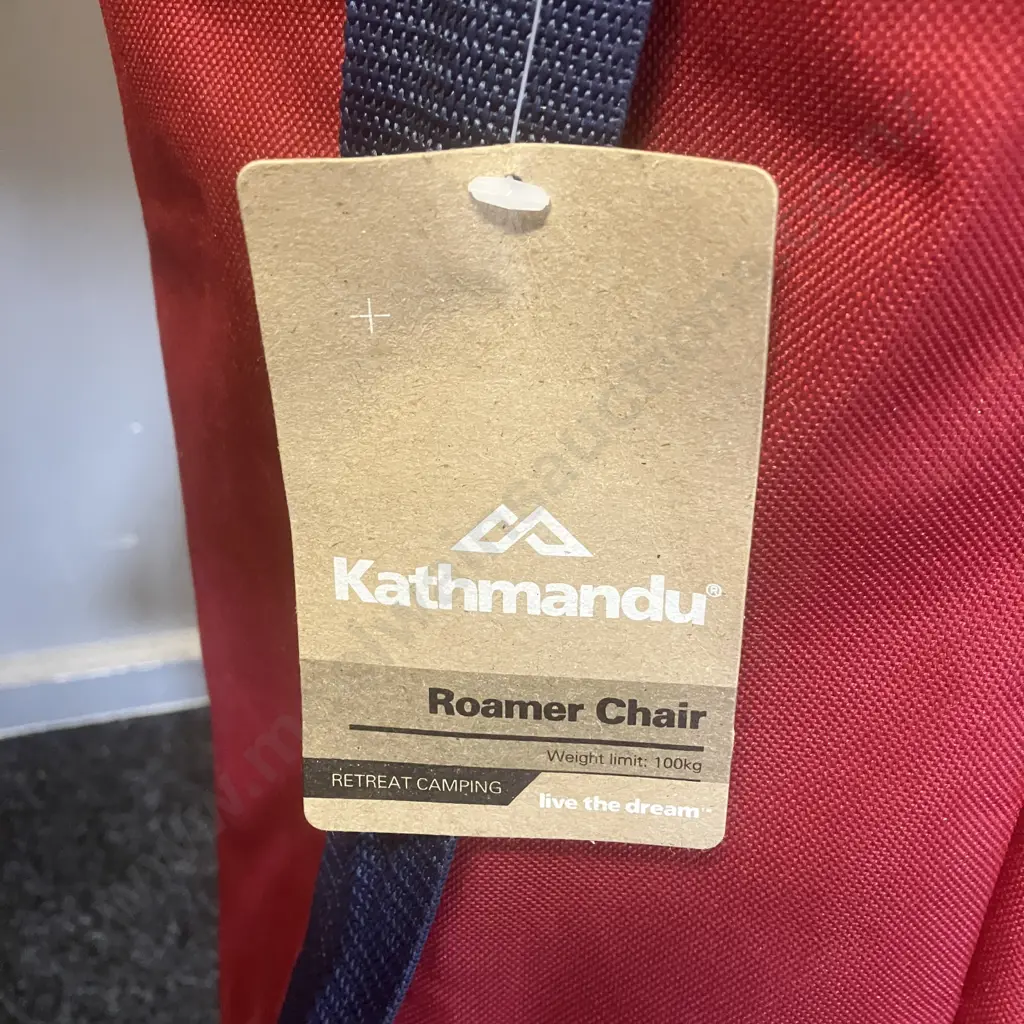 Kathmandu®
Roamer Chair
Weight limit: 100kg
RETREAT CAMPING
live the dream™